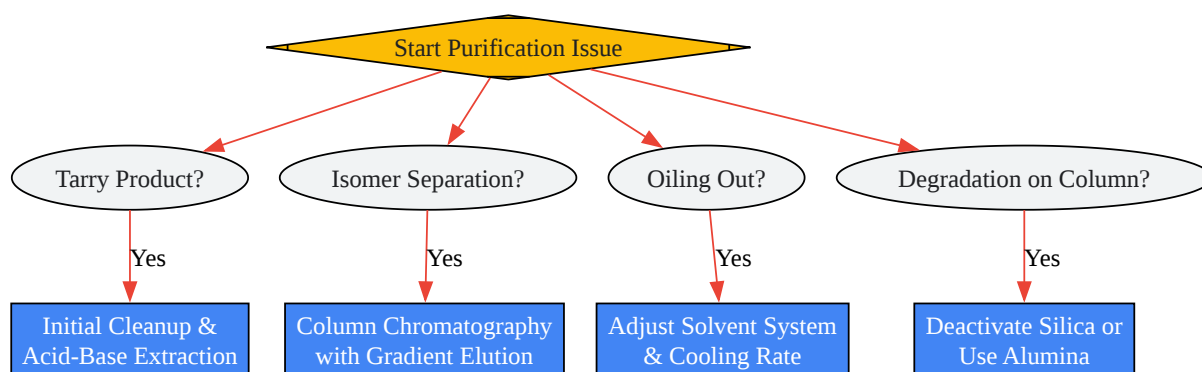 Start Purification Issue
Tarry Product?
Isomer Separation?
Oiling Out?
Degradation on Column?
Yes
Yes
Yes
Yes
Initial Cleanup &
Acid-Base Extraction
Column Chromatography
with Gradient Elution
Adjust Solvent System
& Cooling Rate
Deactivate Silica or
Use Alumina